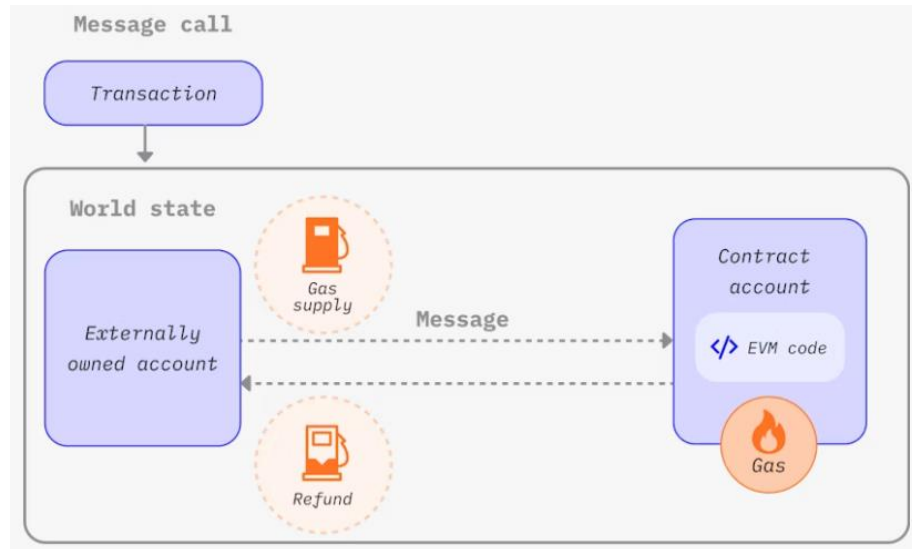 Message call
Transaction
World state
Gas
supply
Externally
owned account
Message
Contract
account
</> EVM code
Gas
Refund